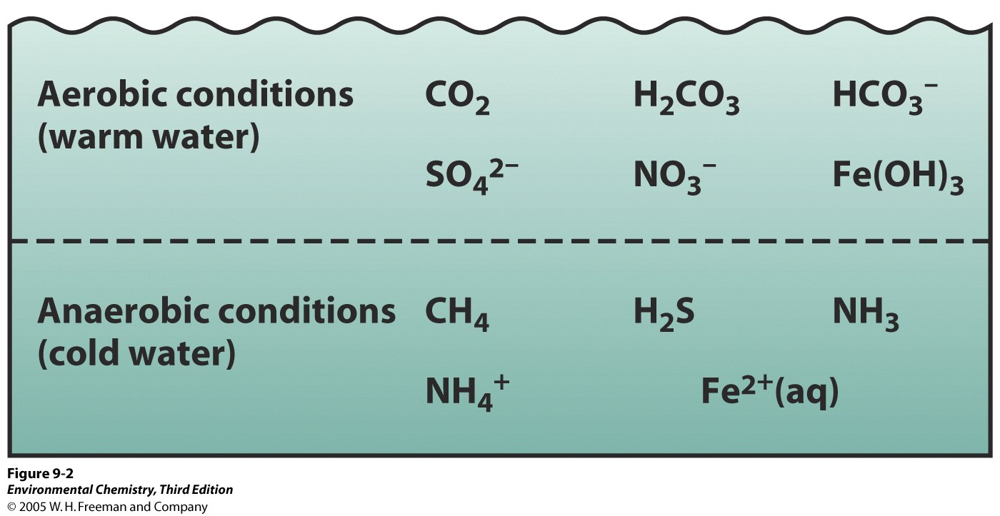 Aerobic conditions CO₂ H₂CO₃ HCO₃⁻
(warm water)
SO₄²⁻ NO₃⁻ Fe(OH)₃
Anaerobic conditions CH₄ H₂S NH₃
(cold water)
NH₄⁺ Fe²⁺(aq)
Figure 9-2
Environmental Chemistry, Third Edition
© 2005 W. H. Freeman and Company